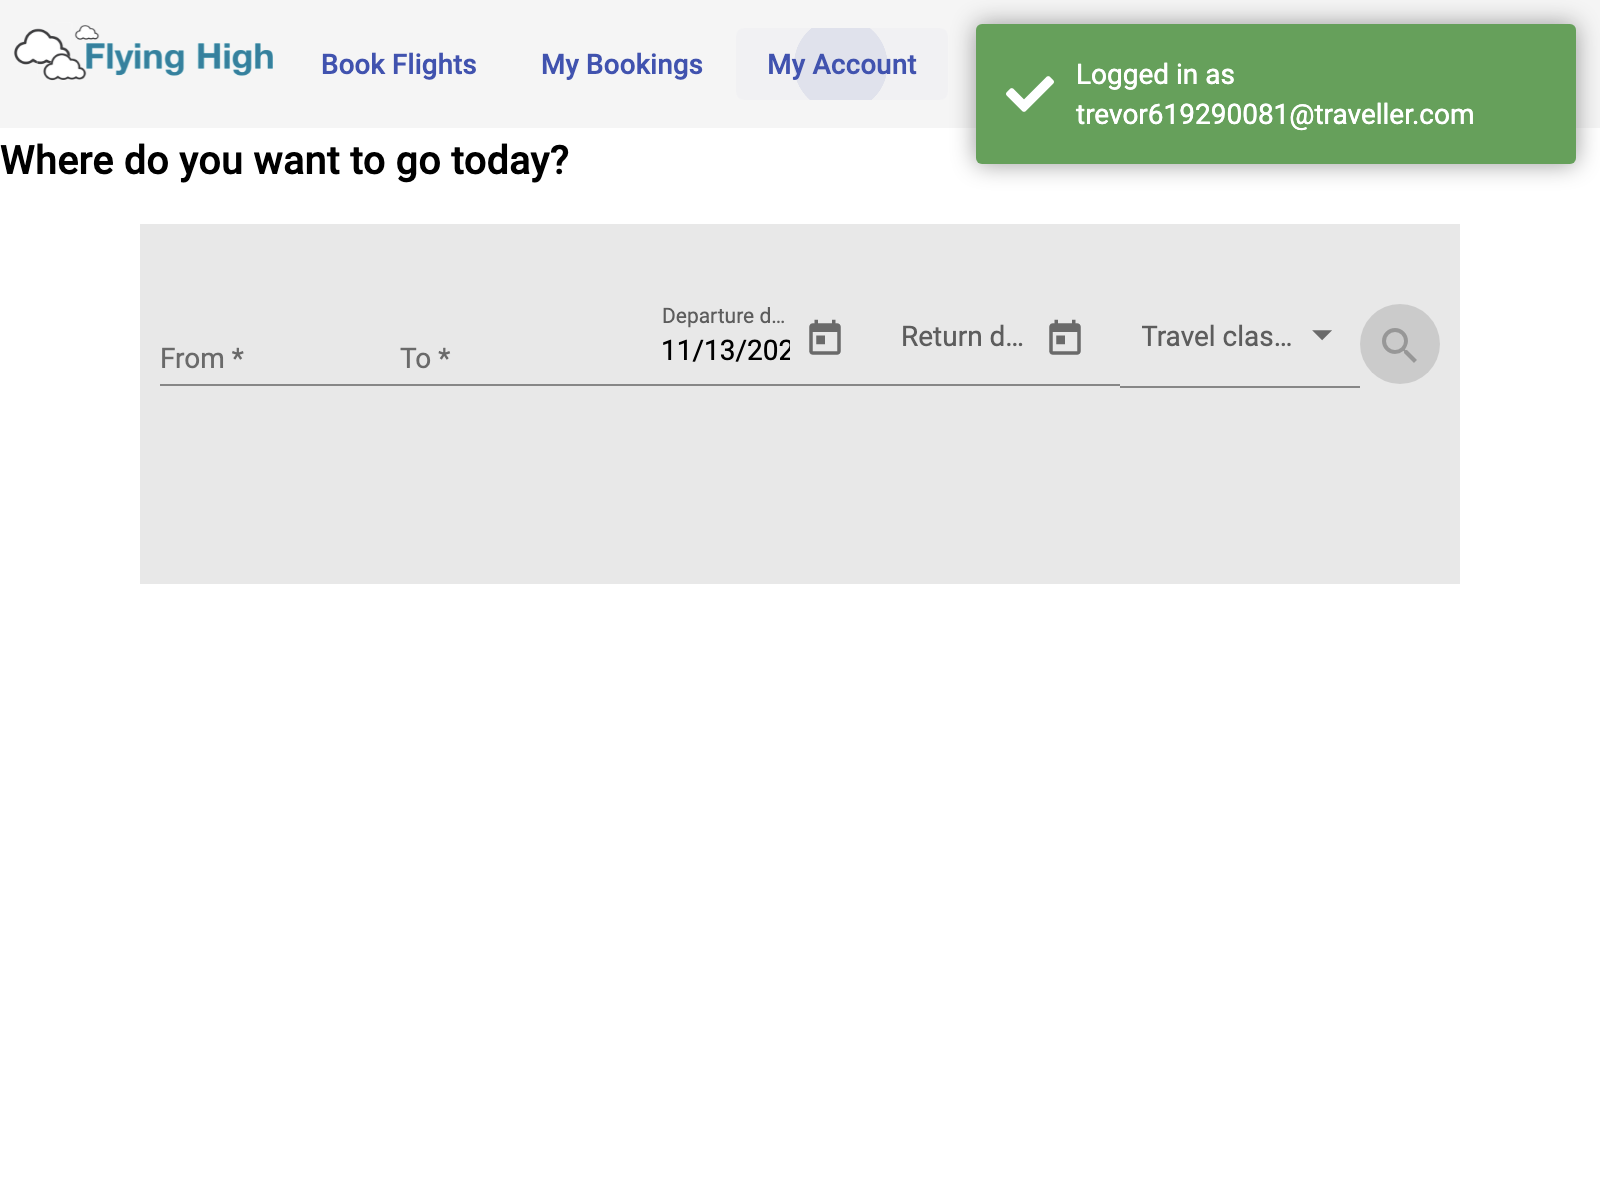 Flying High
Book Flights
My Bookings
My Account
Logged in as
trevor619290081@traveller.com
Where do you want to go today?
From *
To *
Departure d...
11/13/202
Return d...
Travel clas...